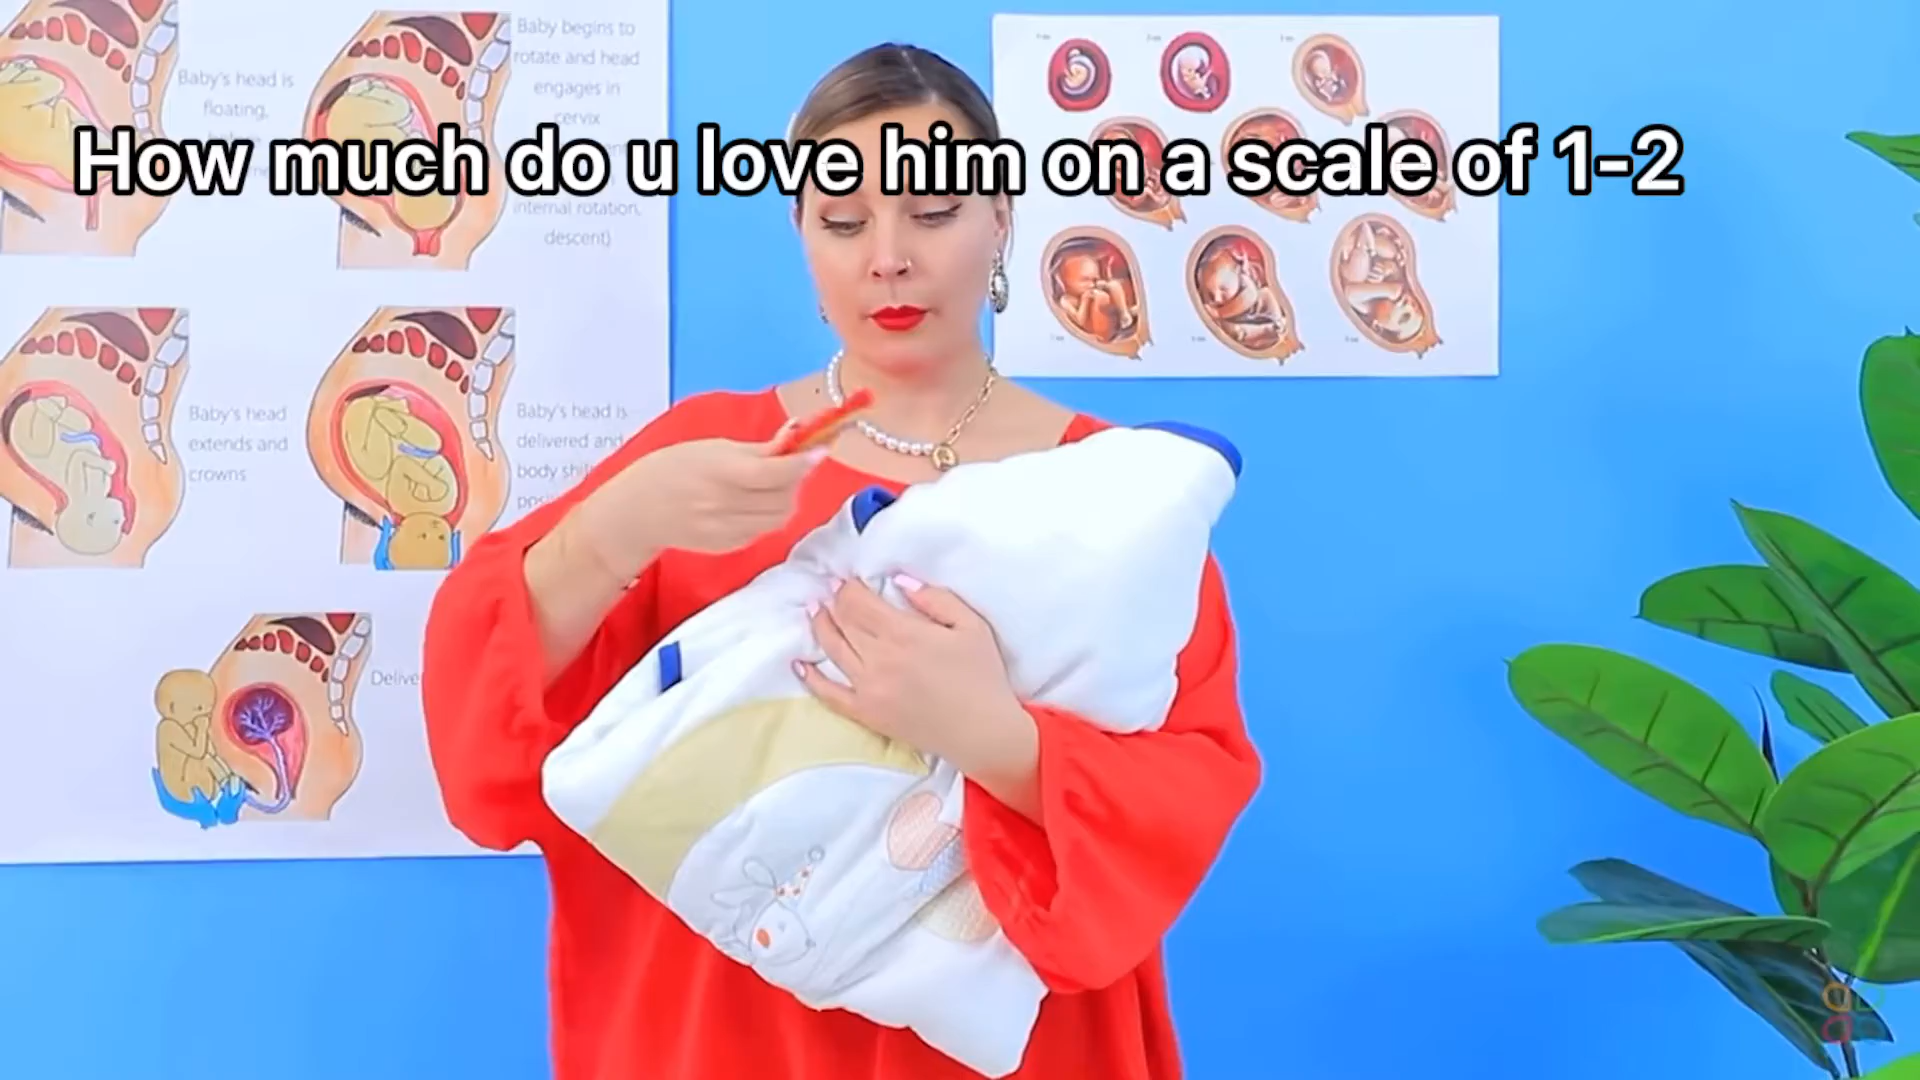 Baby's head is
floating,
Baby begins to
rotate and head
engages in
cervix
How much do u love him on a scale of 1-2
internal rotation,
descent)
Baby's head
extends and
crowns
Baby's head is
delivered and
body